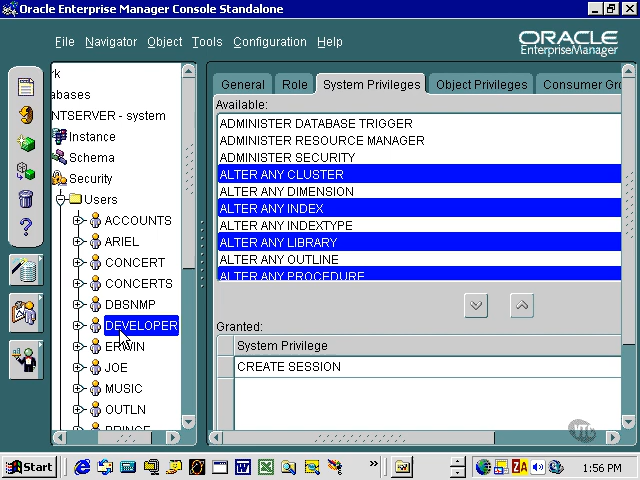 Oracle Enterprise Manager Console Standalone
File Navigator Object Tools Configuration Help
ORACLE
EnterpriseManager
rk
abases
NTSERVER - system
Instance
Schema
Security
Users
ACCOUNTS
ARIEL
CONCERT
CONCERTS
DBSNMP
DEVELOPER
ERWIN
JOE
MUSIC
OUTLN
PRINCE
General Role System Privileges Object Privileges Consumer Gro
Available:
ADMINISTER DATABASE TRIGGER
ADMINISTER RESOURCE MANAGER
ADMINISTER SECURITY
ALTER ANY CLUSTER
ALTER ANY DIMENSION
ALTER ANY INDEX
ALTER ANY INDEXTYPE
ALTER ANY LIBRARY
ALTER ANY OUTLINE
ALTER ANY PROCEDURE
Granted:
System Privilege
CREATE SESSION
VTC
Start
1:56 PM